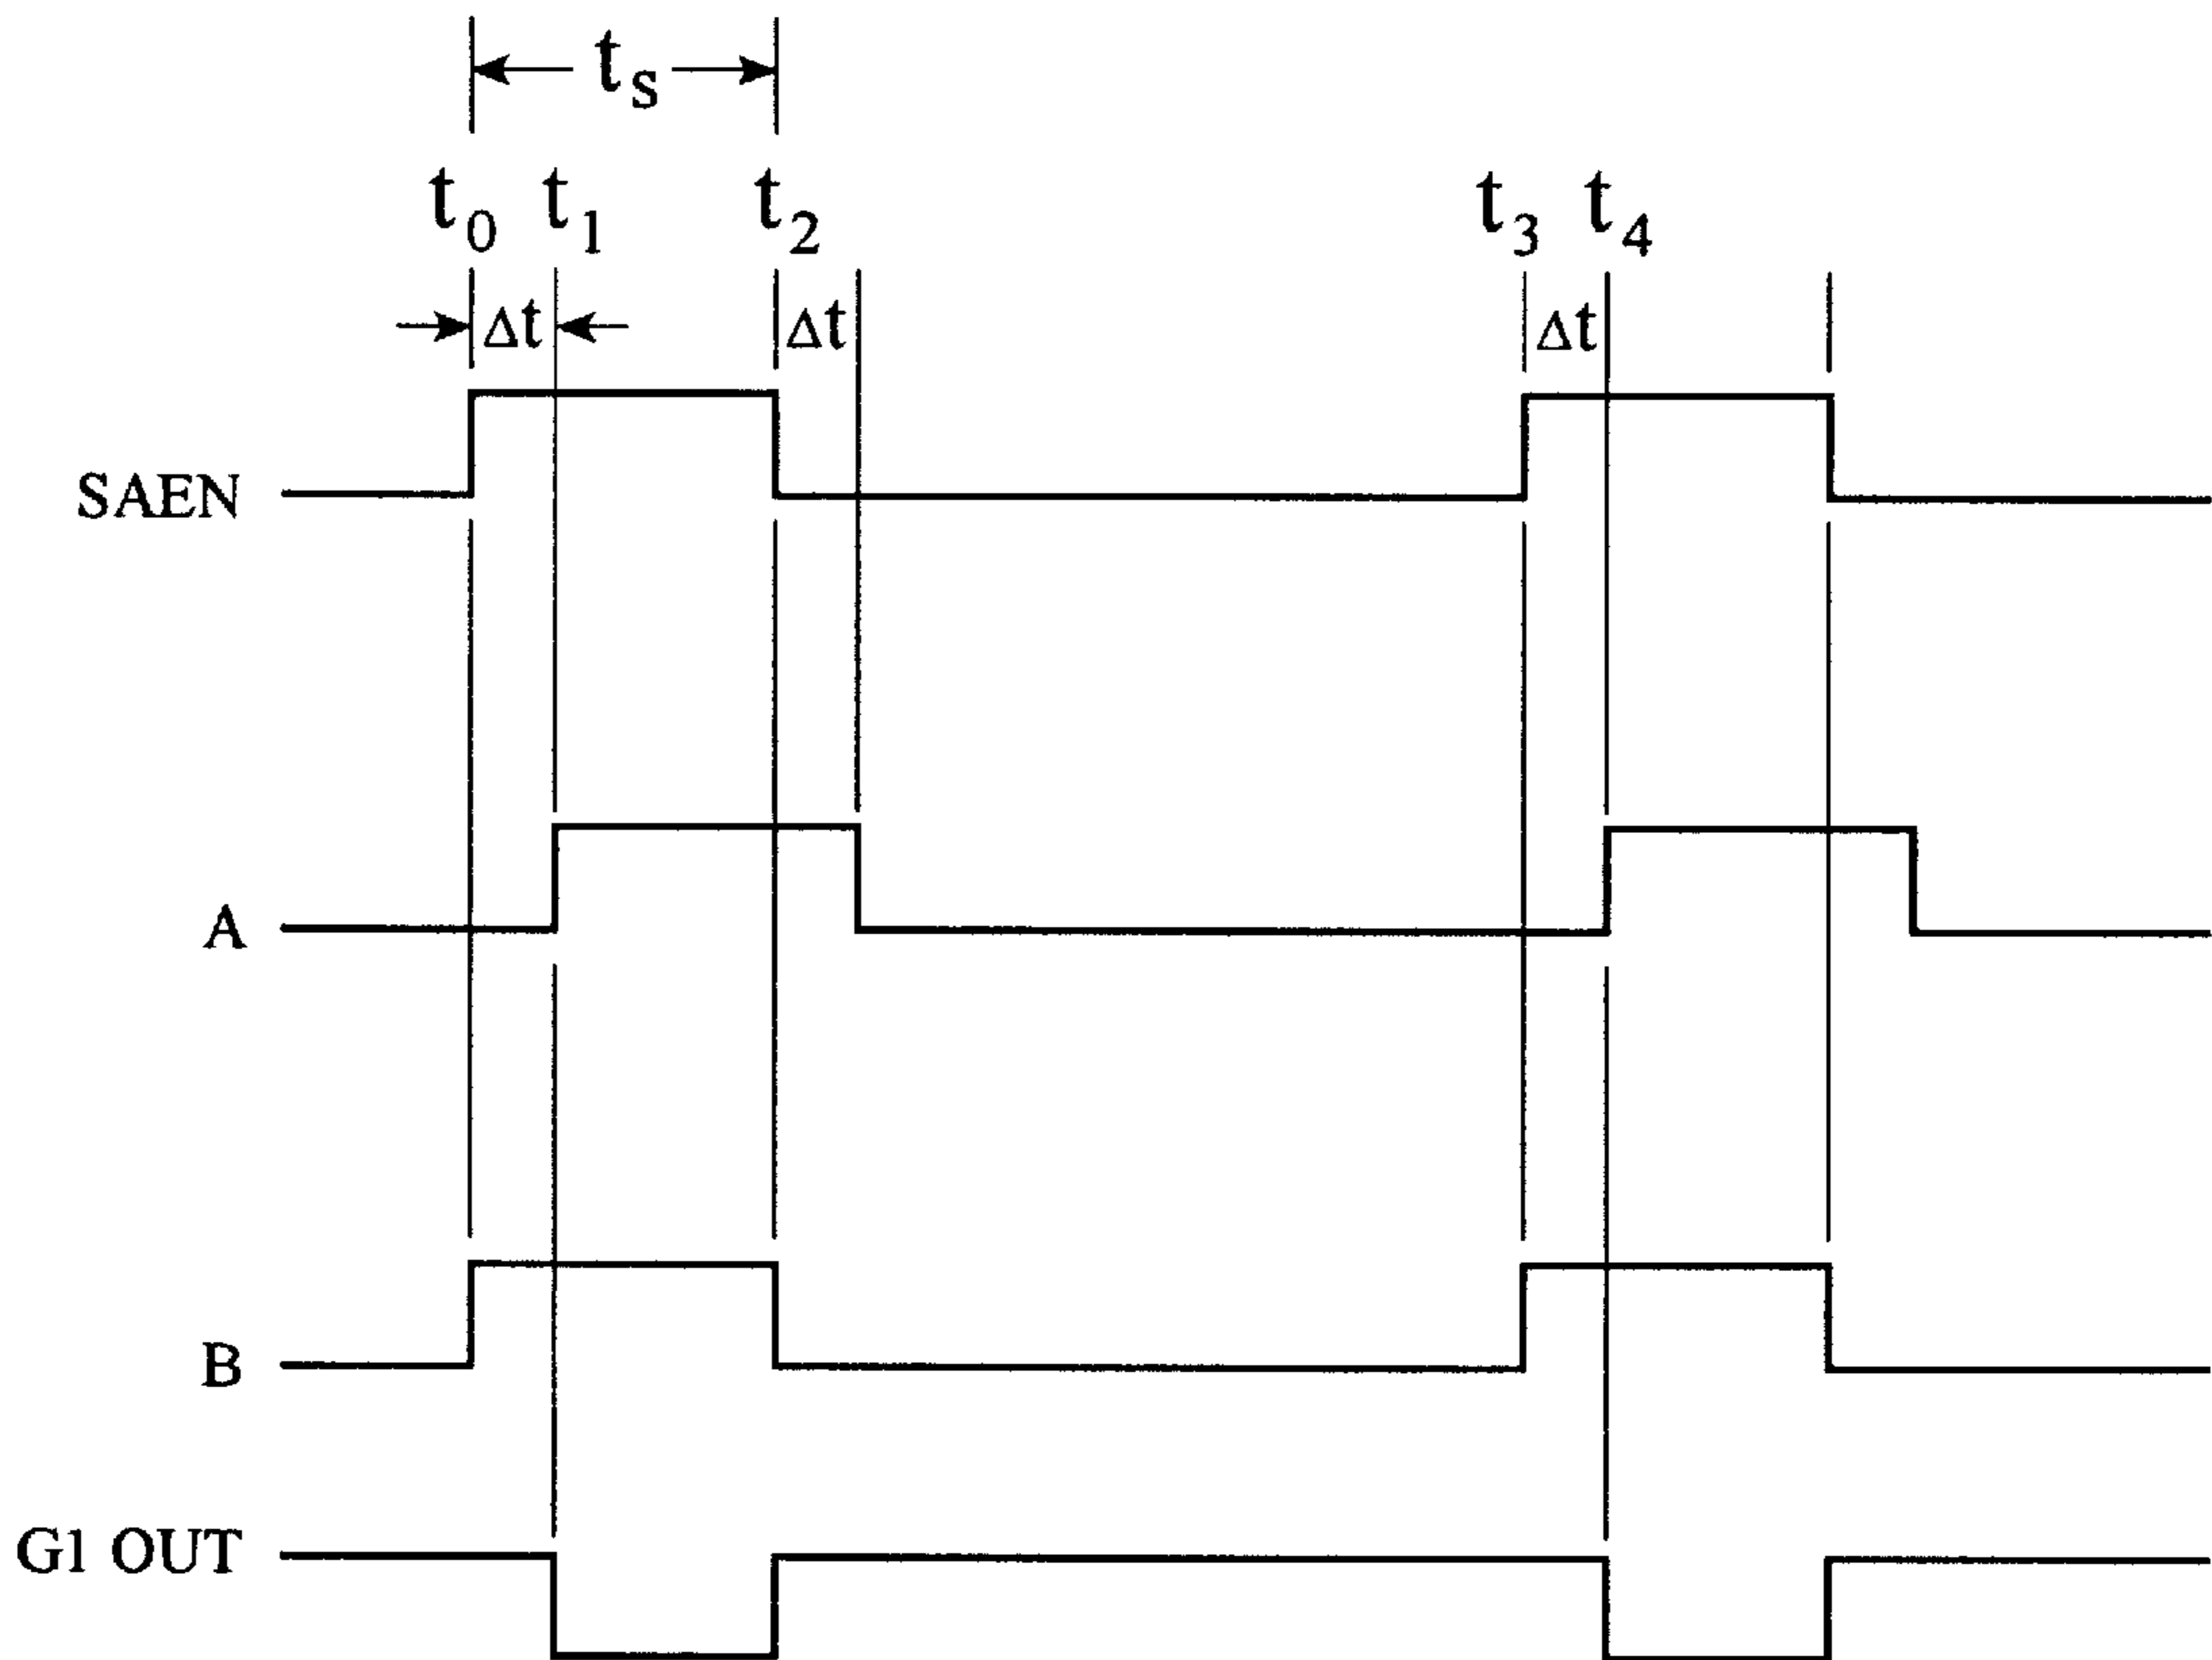 t_S
t_0 t_1 t_2 t_3 t_4
Δt Δt Δt
SAEN
A
B
G1 OUT